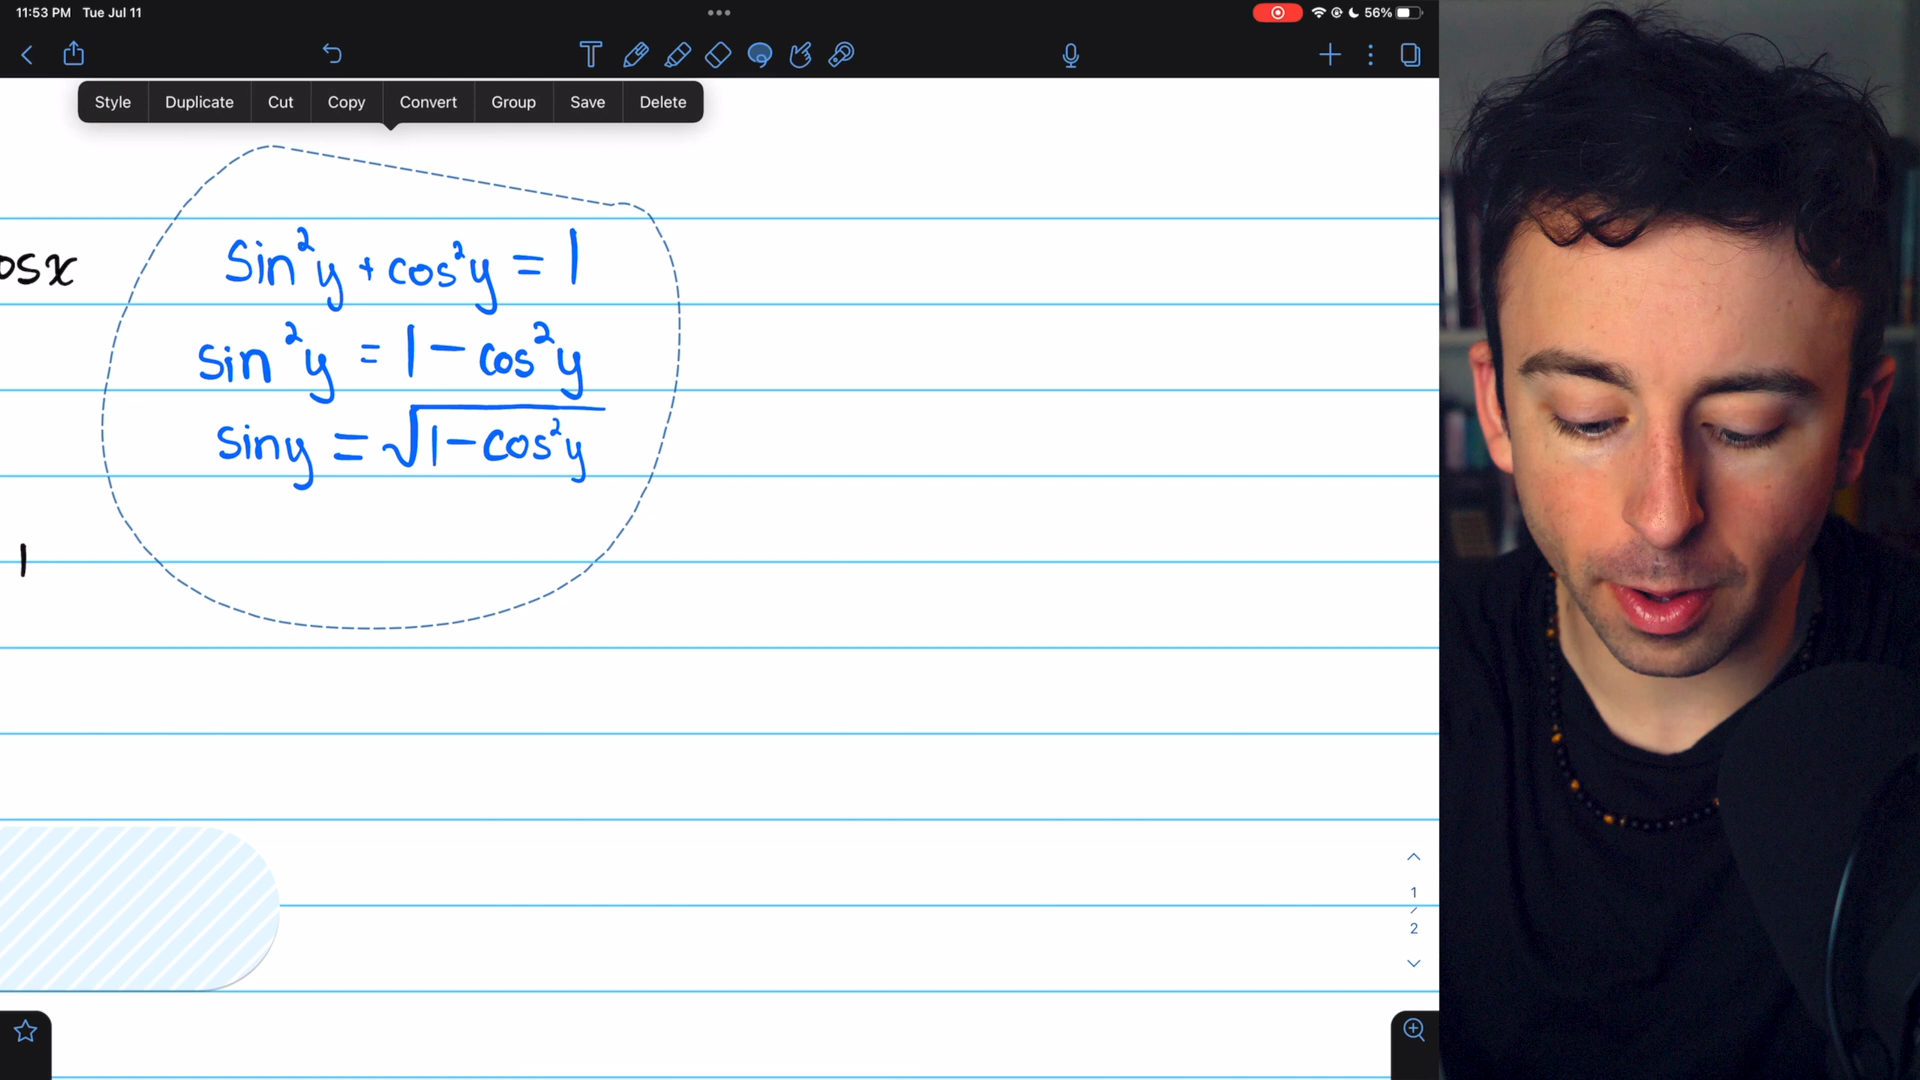 11:53 PM Tue Jul 11
56%
Style Duplicate Cut Copy Convert Group Save Delete
sin²y + cos²y = 1
osx
sin²y = 1 − cos²y
siny = √1−cos²y
1
1
/
2